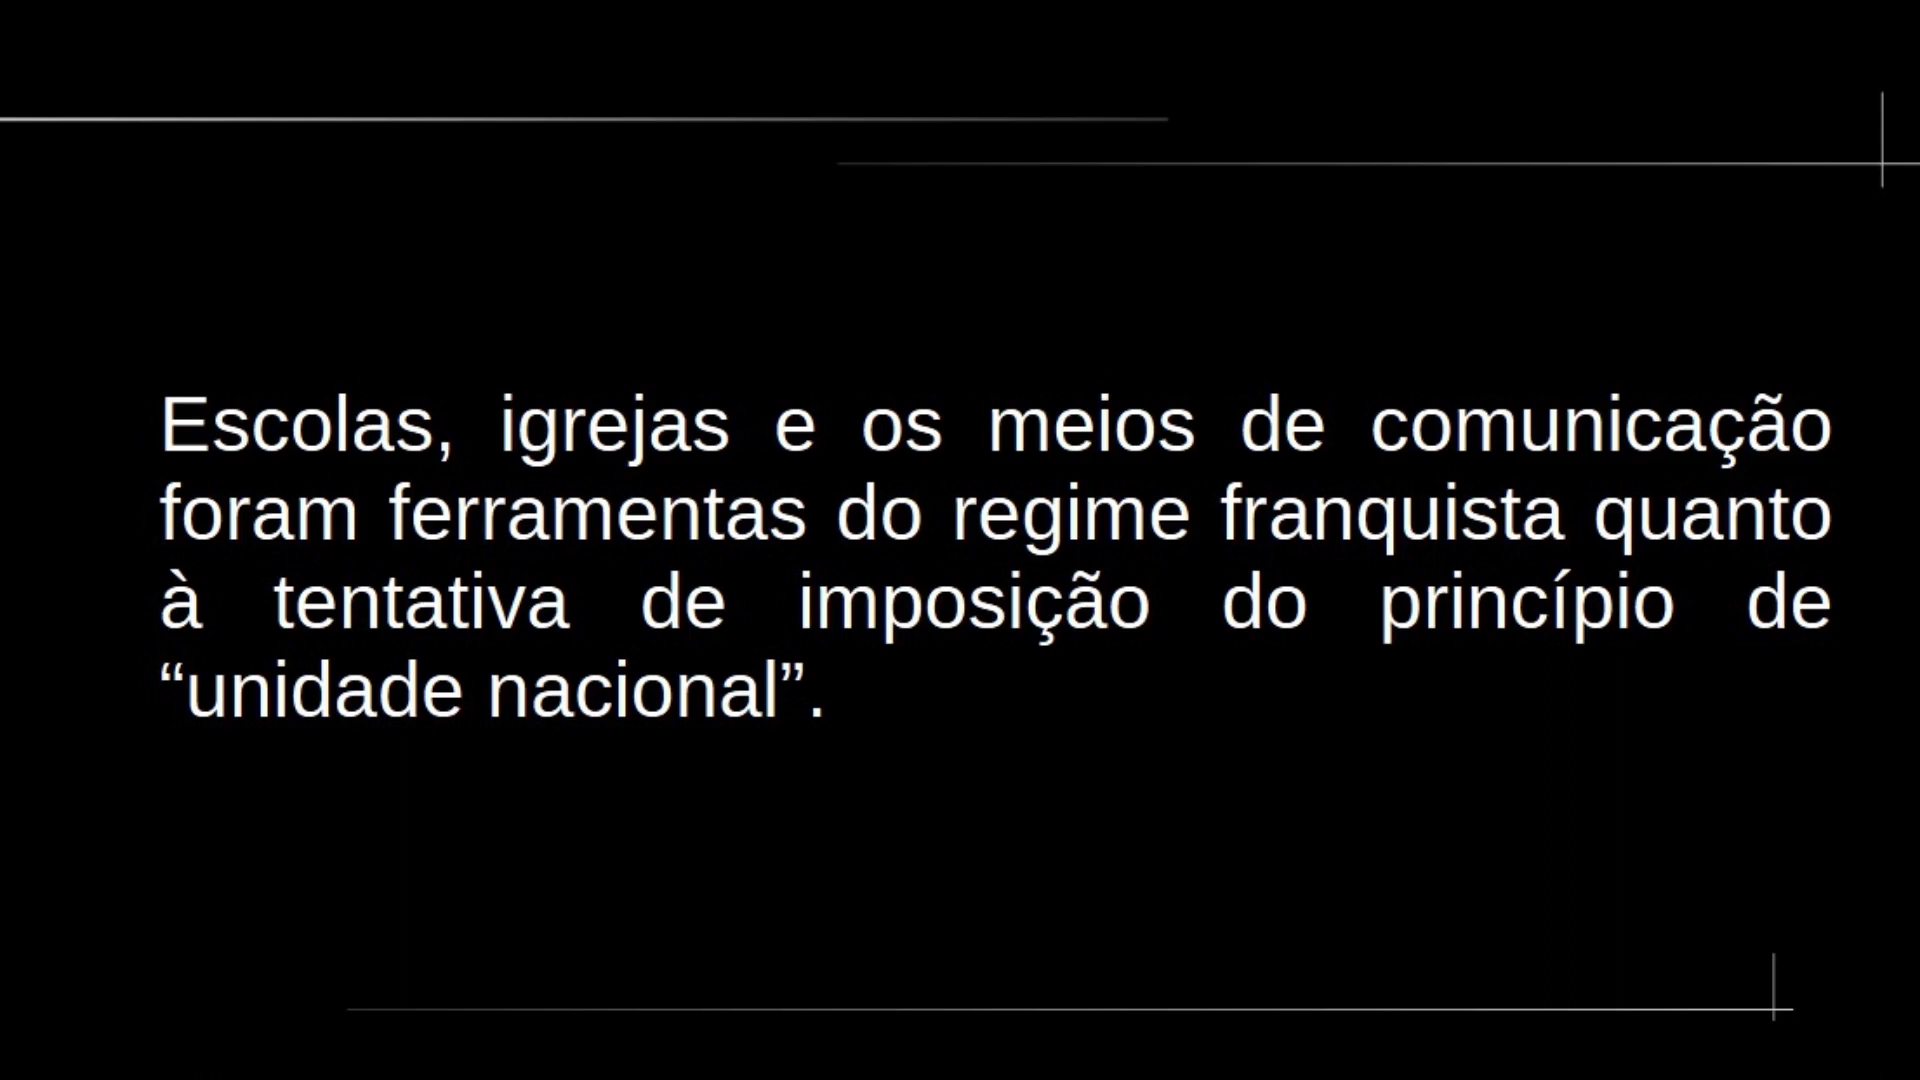 Escolas, igrejas e os meios de comunicação
foram ferramentas do regime franquista quanto
à tentativa de imposição do princípio de
“unidade nacional”.